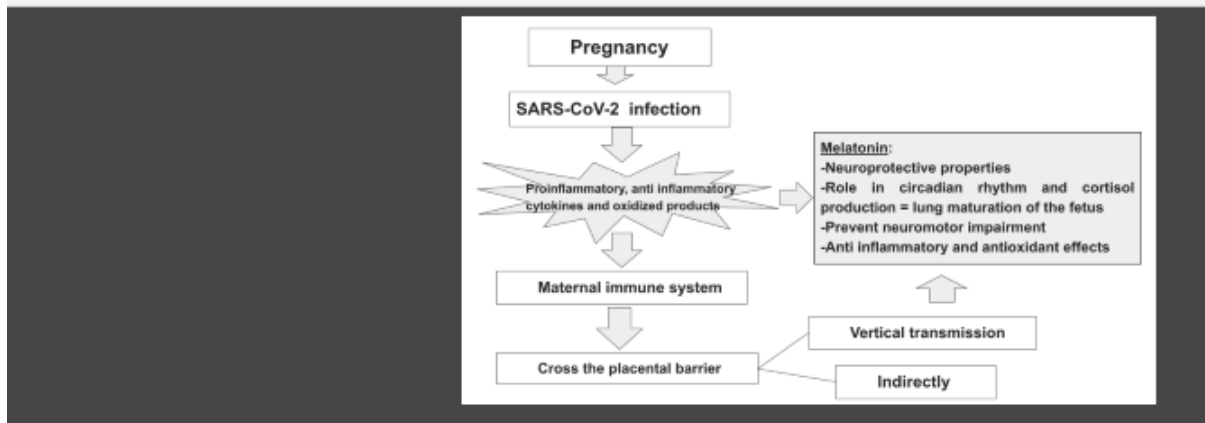 Pregnancy
SARS-CoV-2 infection
Proinflammatory, anti inflammatory
cytokines and oxidized products
Maternal immune system
Cross the placental barrier
Vertical transmission
Indirectly
Melatonin:
-Neuroprotective properties
-Role in circadian rhythm and cortisol
production = lung maturation of the fetus
-Prevent neuromotor impairment
-Anti inflammatory and antioxidant effects